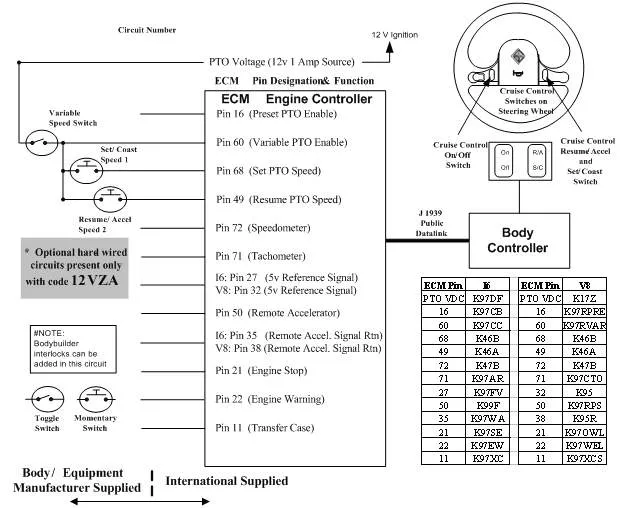 Circuit Number
12 V Ignition
PTO Voltage (12v 1 Amp Source)
ECM Pin Designation& Function
ECM Engine Controller
Pin 16 (Preset PTO Enable)
Variable
Speed Switch
Pin 60 (Variable PTO Enable)
Set/ Coast
Speed 1
Pin 68 (Set PTO Speed)
Pin 49 (Resume PTO Speed)
Resume/ Accel
Speed 2
Pin 72 (Speedometer)
* Optional hard wired
circuits present only
with code 12VZA
Pin 71 (Tachometer)
I6: Pin 27 (5v Reference Signal)
V8: Pin 32 (5v Reference Signal)
Pin 50 (Remote Accelerator)
#NOTE:
Bodybuilder
interlocks can be
added in this circuit
I6: Pin 35 (Remote Accel. Signal Rtn)
V8: Pin 38 (Remote Accel. Signal Rtn)
Pin 21 (Engine Stop)
Pin 22 (Engine Warning)
Toggle
Switch
Momentary
Switch
Pin 11 (Transfer Case)
Body/ Equipment
Manufacturer Supplied
International Supplied
Cruise Control
Switches on
Steering Wheel
Cruise Control
On/Off
Switch
Cruise Control
Resume/Accel
and
Set/Coast
Switch
On
Off
R/A
S/C
J 1939
Public
Datalink
Body
Controller
ECM Pin I6 ECM Pin V8
PTO VDC K97DF PTO VDC K17Z
16 K97CB 16 K97RPRE
60 K97CC 60 K97RVAR
68 K46B 68 K46B
49 K46A 49 K46A
72 K47B 72 K47B
71 K97AR 71 K97CTO
27 K97FV 32 K95
50 K99F 50 K97RPS
35 K97WA 38 K95R
21 K97SE 21 K97OWL
22 K97EW 22 K97WEL
11 K97XC 11 K97XCS